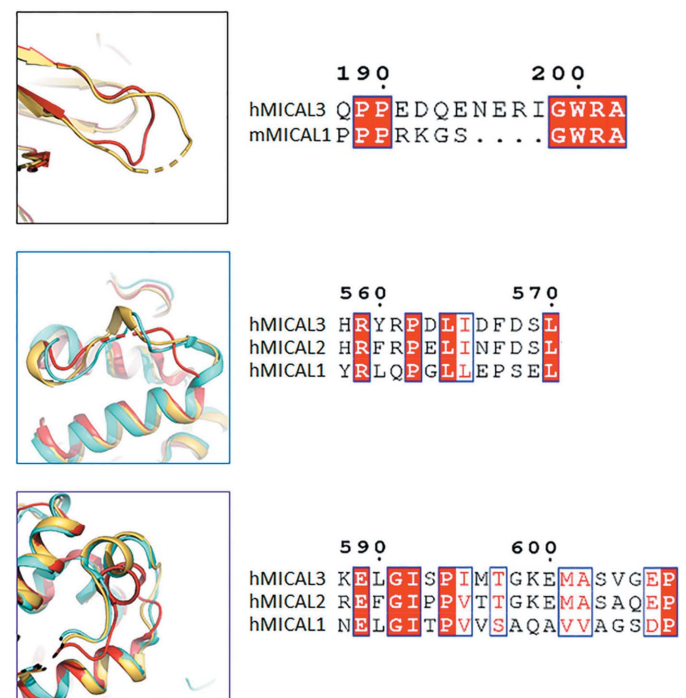 190 200
hMICAL3 QPPEDQENERIGWRA
mMICAL1 PPPRKGS....GWRA
560 570
hMICAL3 HRYRPDLIDFDSL
hMICAL2 HRFRPELINFDSL
hMICAL1 YRLQPGLLEPSEL
590 600
hMICAL3 KELGISPIMTGKEMASVGEP
hMICAL2 REFGIPPVTTGKEMASAQEP
hMICAL1 NELGITPVVSAQAVVAGSDP